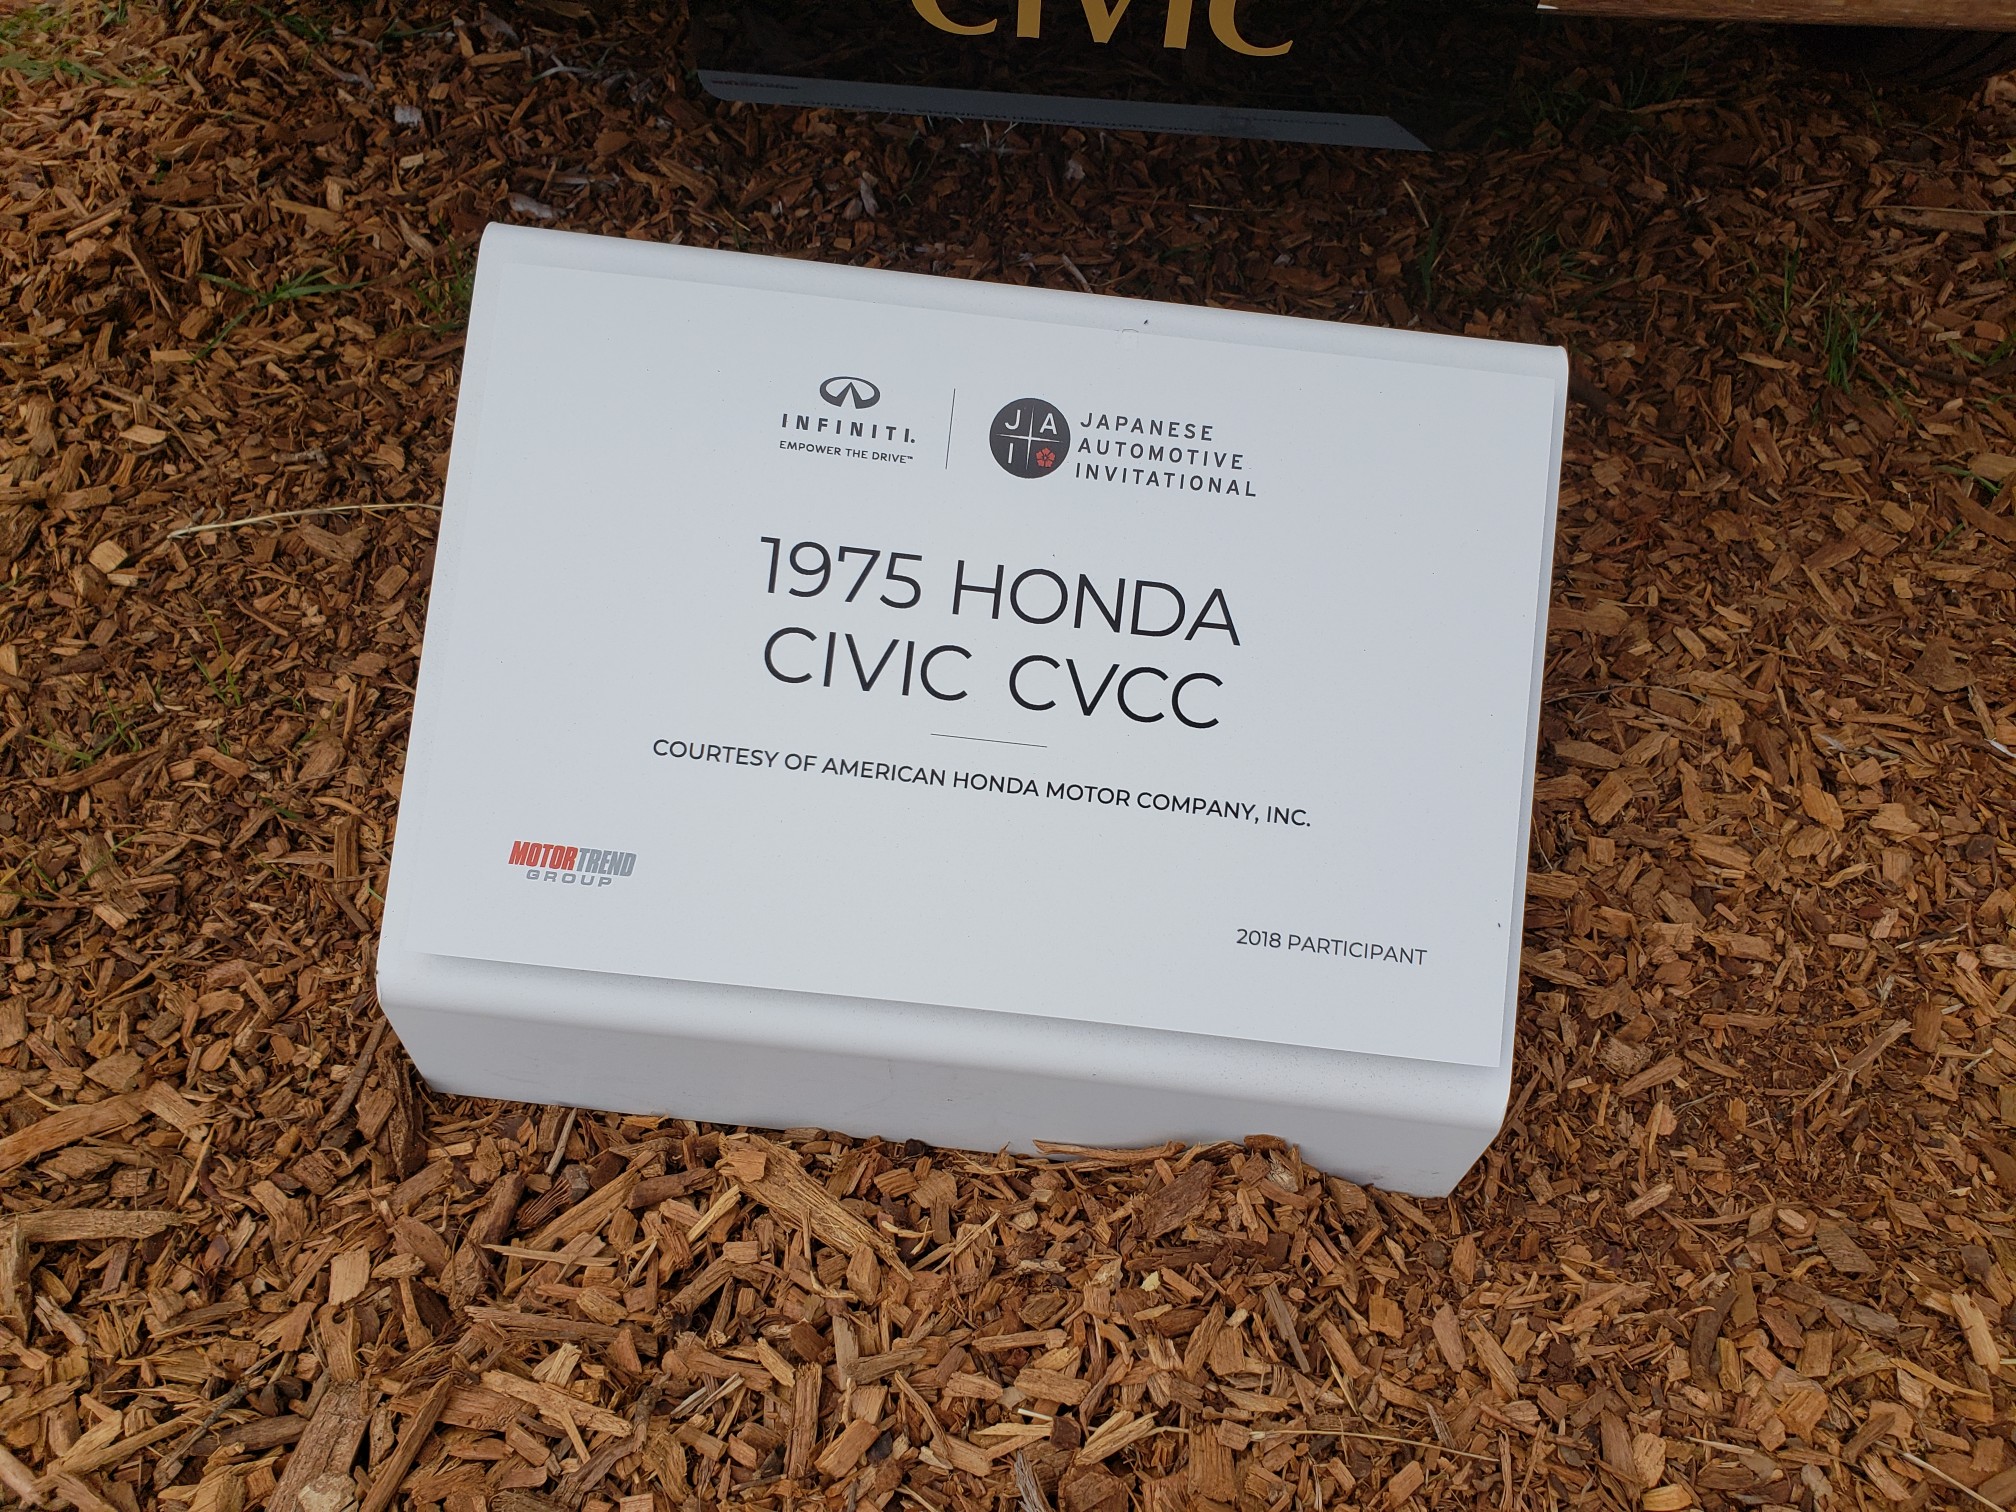 CIVIC
INFINITI.
EMPOWER THE DRIVE™
J A
I
JAPANESE
AUTOMOTIVE
INVITATIONAL
1975 HONDA
CIVIC CVCC
COURTESY OF AMERICAN HONDA MOTOR COMPANY, INC.
MOTORTREND
GROUP
2018 PARTICIPANT